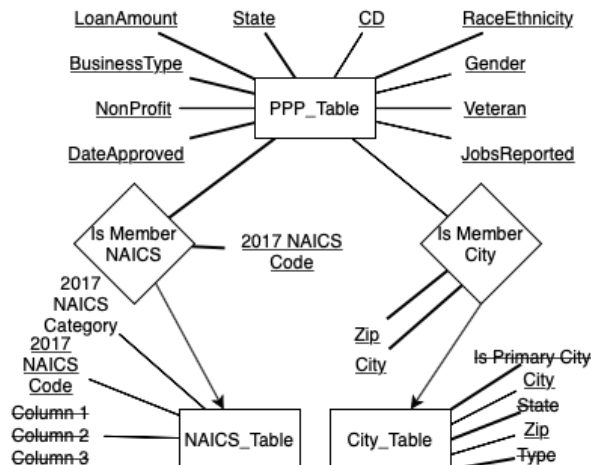 LoanAmount State CD RaceEthnicity
BusinessType Gender
NonProfit PPP_Table Veteran
DateApproved JobsReported
Is Member
NAICS
2017 NAICS
Code
Is Member
City
Zip
City
2017
NAICS
Category
2017
NAICS
Code
Column 1
Column 2
Column 3
NAICS_Table
City_Table
Is Primary City
City
State
Zip
Type